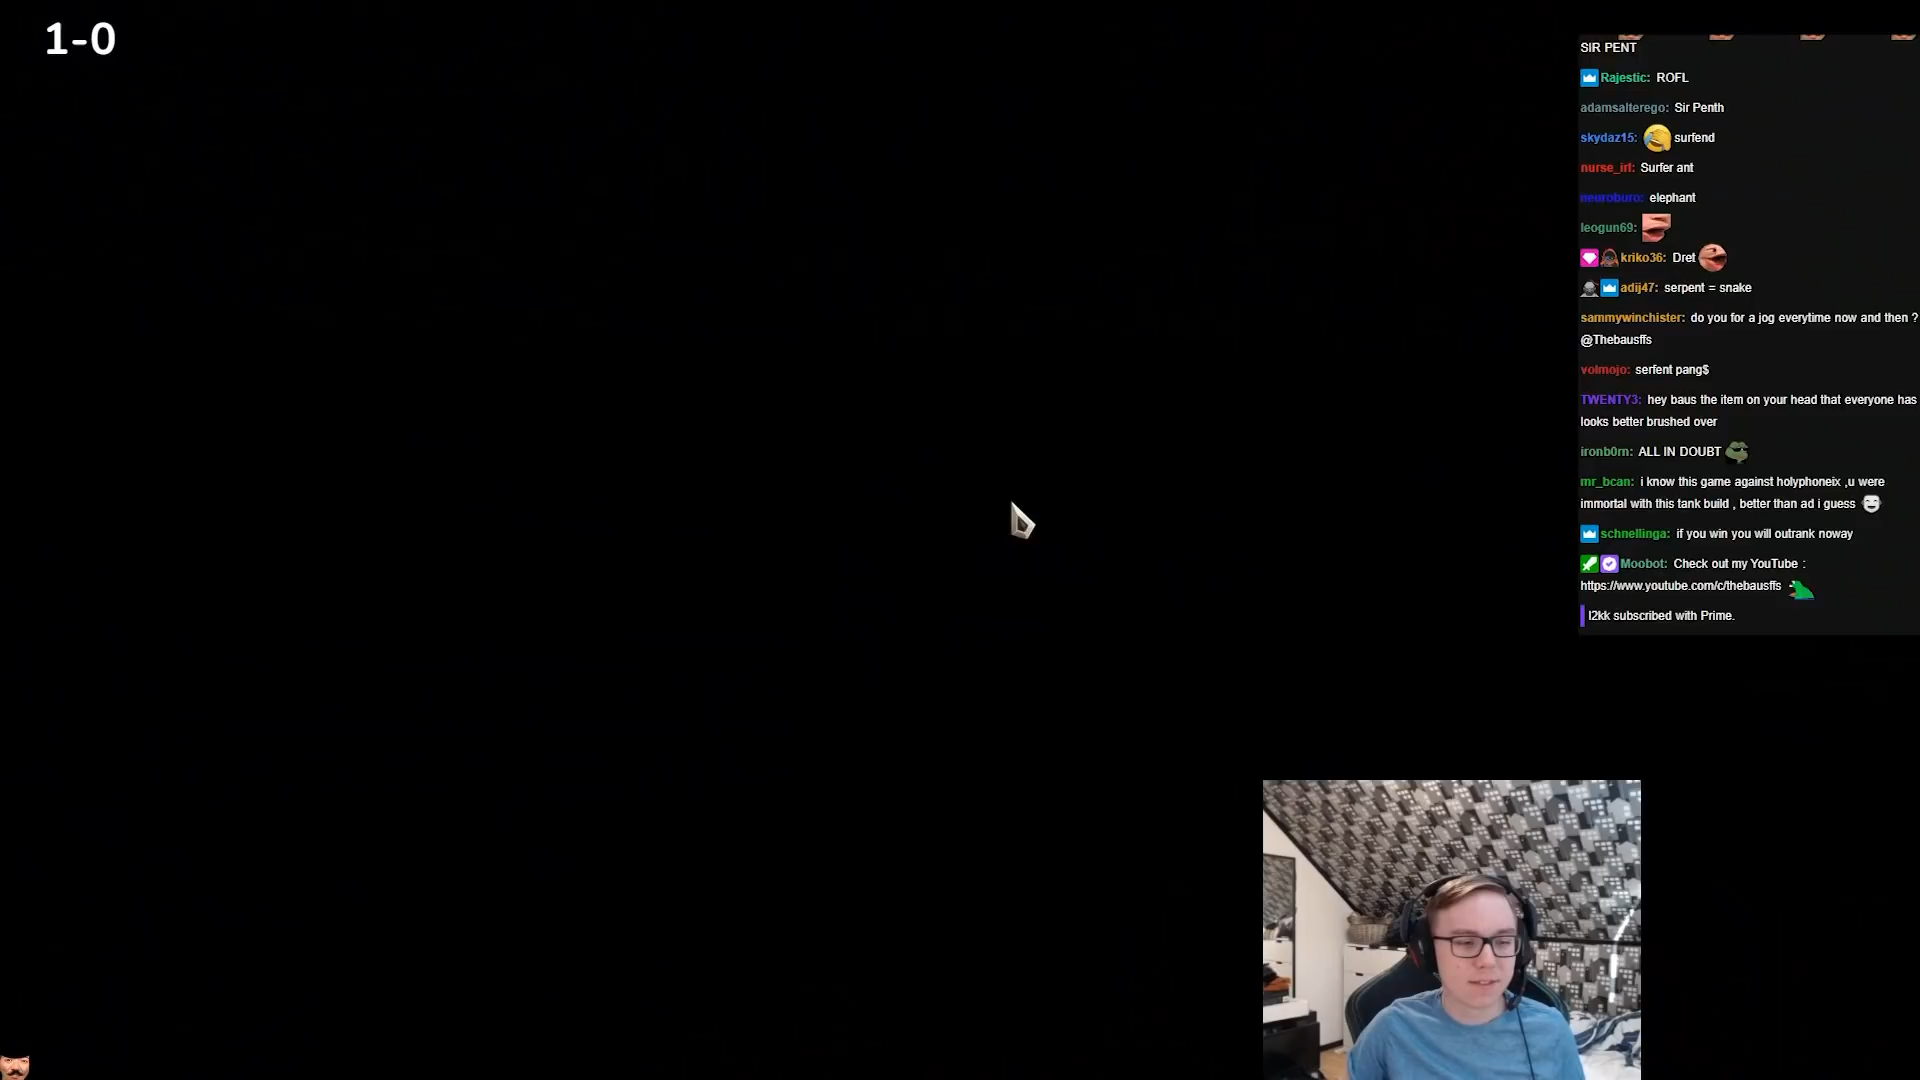 1-0
SIR PENT
Rajestic: ROFL
adamsalterego: Sir Penth
skydaz15: surfend
nurse_irl: Surfer ant
neuroburo: elephant
leogun69:
kriko36: Dret
adij47: serpent = snake
sammywinchister: do you for a jog everytime now and then ?
@Thebausffs
volmojo: serfent pang$
TWENTY3: hey baus the item on your head that everyone has
looks better brushed over
ironb0rn: ALL IN DOUBT
mr_bcan: i know this game against holyphoneix ,u were
immortal with this tank build , better than ad i guess
schnellinga: if you win you will outrank noway
Moobot: Check out my YouTube :
https://www.youtube.com/c/thebausffs
l2kk subscribed with Prime.